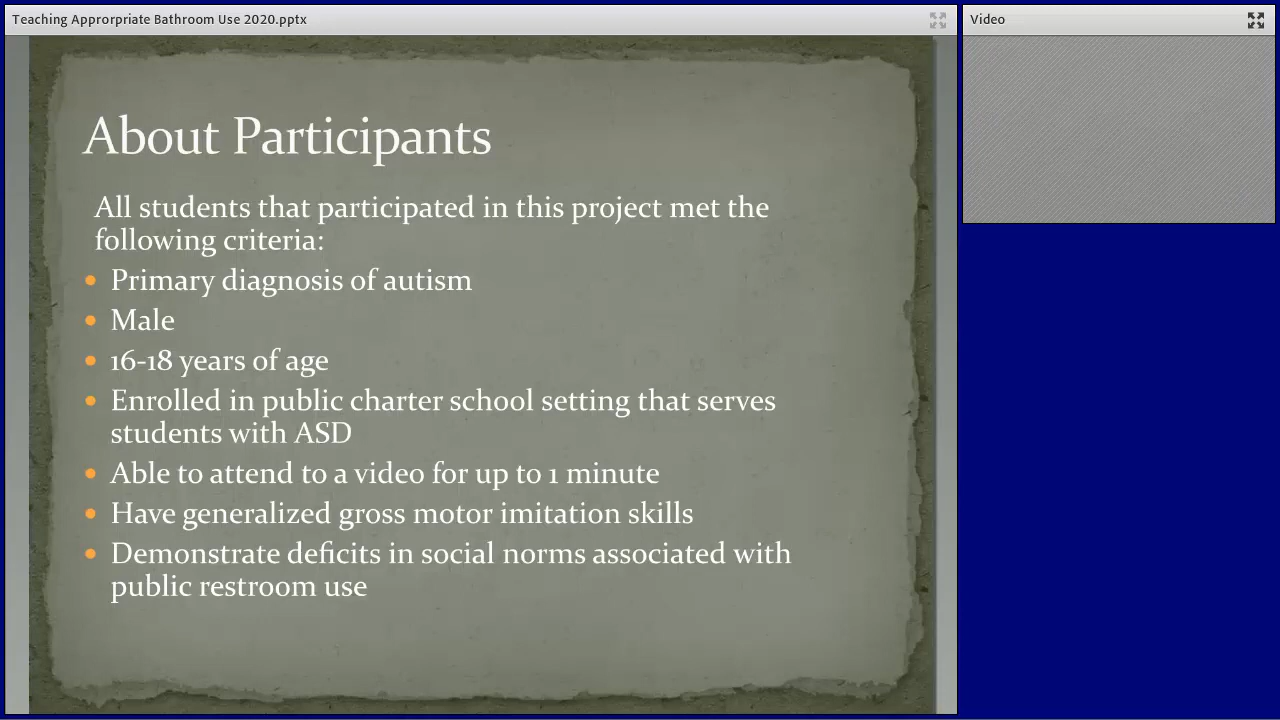 Teaching Approrpriate Bathroom Use 2020.pptx
Video
About Participants
All students that participated in this project met the
following criteria:
Primary diagnosis of autism
Male
16-18 years of age
Enrolled in public charter school setting that serves
students with ASD
Able to attend to a video for up to 1 minute
Have generalized gross motor imitation skills
Demonstrate deficits in social norms associated with
public restroom use